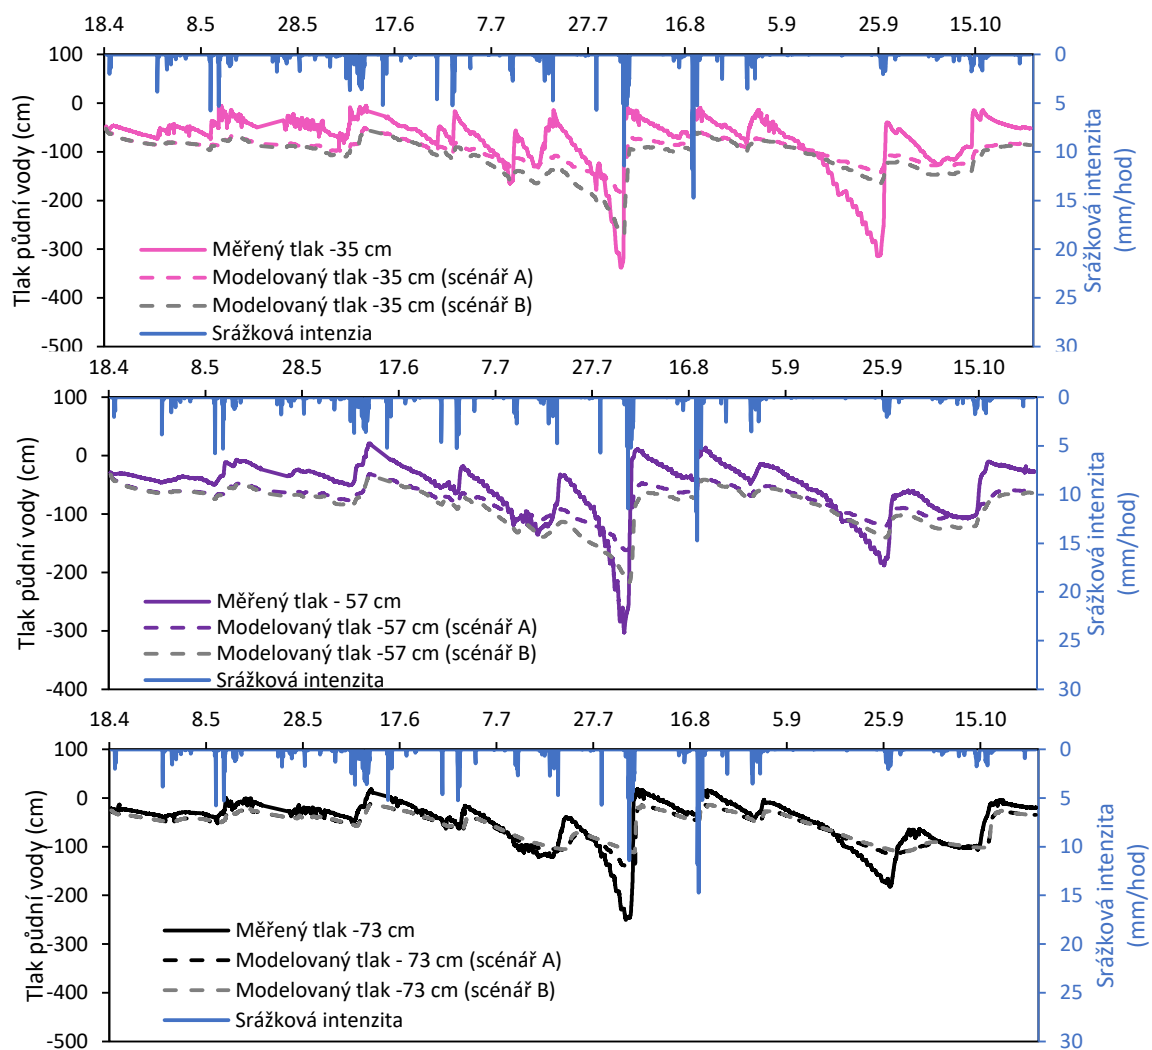 18.4 8.5 28.5 17.6 7.7 27.7 16.8 5.9 25.9 15.10
100 0
0 5
-100 10
-200 15
-300 20
-400 25
-500 30
Tlak půdní vody (cm)
Srážková intenzita
(mm/hod)
Měřený tlak -35 cm
Modelovaný tlak -35 cm (scénář A)
Modelovaný tlak -35 cm (scénář B)
Srážková intenzia
18.4 8.5 28.5 17.6 7.7 27.7 16.8 5.9 25.9 15.10
100 0
0 5
-100 10
-200 15
-300 20
-400 25
30
Tlak půdní vody (cm)
Srážková intenzita
(mm/hod)
Měřený tlak - 57 cm
Modelovaný tlak -57 cm (scénář A)
Modelovaný tlak -57 cm (scénář B)
Srážková intenzita
18.4 8.5 28.5 17.6 7.7 27.7 16.8 5.9 25.9 15.10
100 0
0 5
-100 10
-200 15
-300 20
-400 25
-500 30
Tlak půdní vody (cm)
Srážková intenzita
(mm/hod)
Měřený tlak -73 cm
Modelovaný tlak - 73 cm (scénář A)
Modelovaný tlak -73 cm (scénář B)
Srážková intenzita